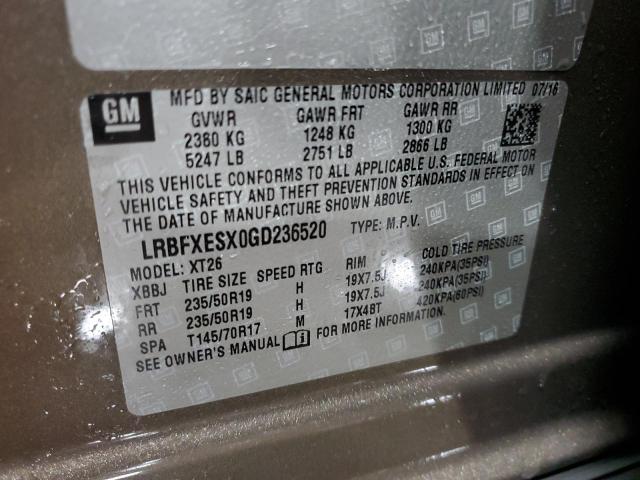 GM
MFD BY SAIC GENERAL MOTORS CORPORATION LIMITED 07/16
GVWR GAWR FRT GAWR RR
2380 KG 1248 KG 1300 KG
5247 LB 2751 LB 2866 LB
THIS VEHICLE CONFORMS TO ALL APPLICABLE U.S. FEDERAL MOTOR
VEHICLE SAFETY AND THEFT PREVENTION STANDARDS IN EFFECT ON
THE DATE OF MANUFACTURE SHOWN ABOVE.
LRBFXESX0GD236520 TYPE: M.P.V.
MODEL: XT26
XBBJ TIRE SIZE SPEED RTG RIM COLD TIRE PRESSURE
FRT 235/50R19 H 19X7.5J 240KPA(35PSI)
RR 235/50R19 H 19X7.5J 240KPA(35PSI)
SPA T145/70R17 M 17X4BT 420KPA(60PSI)
SEE OWNER'S MANUAL FOR MORE INFORMATION.